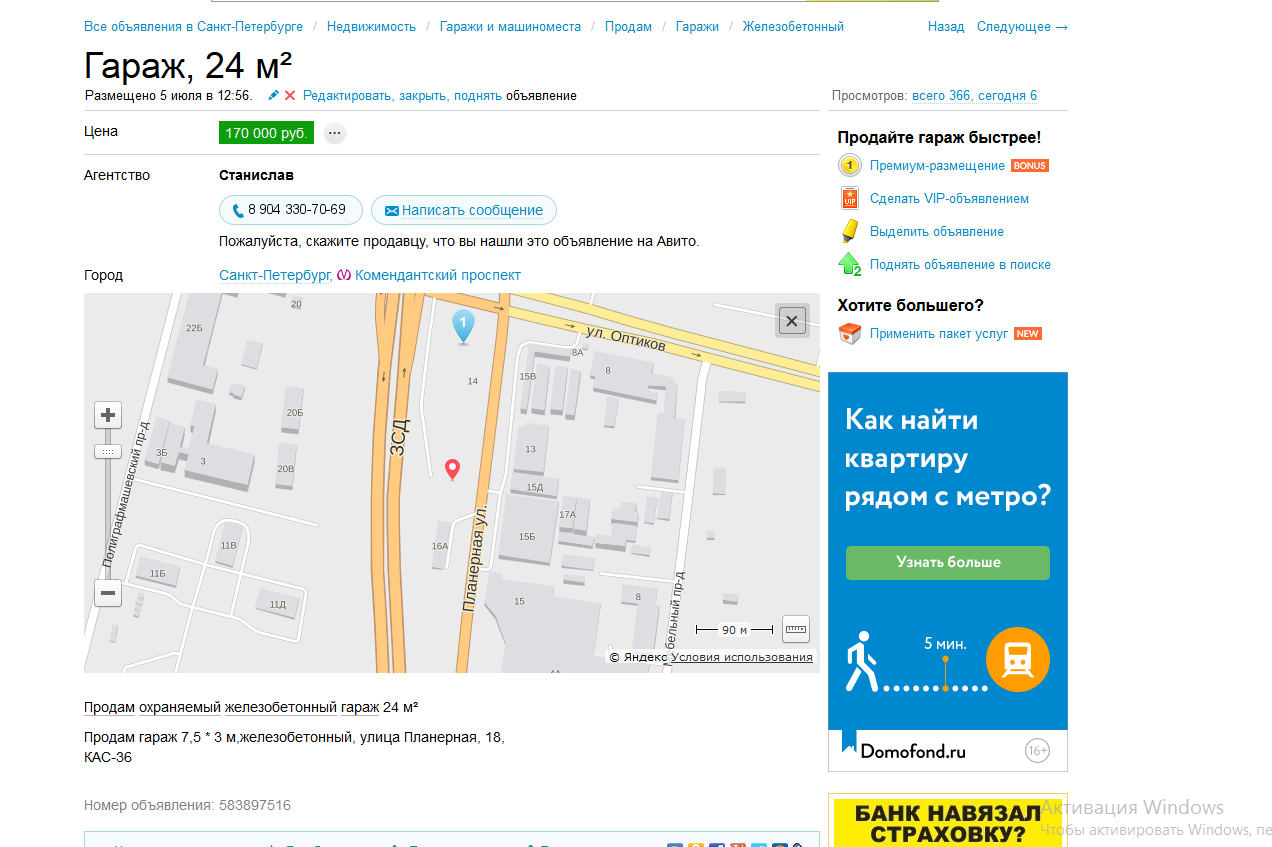 Все объявления в Санкт-Петербурге / Недвижимость / Гаражи и машиноместа / Продам / Гаражи / Железобетонный
Назад Следующее →
Гараж, 24 м²
Размещено 5 июля в 12:56. Редактировать, закрыть, поднять объявление
Просмотров: всего 366, сегодня 6
Цена
170 000 руб.
...
Агентство
Станислав
8 904 330-70-69
Написать сообщение
Пожалуйста, скажите продавцу, что вы нашли это объявление на Авито.
Город
Санкт-Петербург, Комендантский проспект
20
22Б
1
ул. Оптиков
8А
8
15В
14
20Б
ЗСД
Полиграфмашевский пр-д
3Б
3
20В
13
15Д
17А
15Б
16А
Планерная ул.
11В
11Б
11Д
15
8
бельный пр-д
90 м
© Яндекс Условия использования
Продам охраняемый железобетонный гараж 24 м²
Продам гараж 7,5 * 3 м,железобетонный, улица Планерная, 18,
КАС-36
Номер объявления: 583897516
Продайте гараж быстрее!
1
Премиум-размещение BONUS
VIP
Сделать VIP-объявлением
Выделить объявление
2
Поднять объявление в поиске
Хотите большего?
Применить пакет услуг NEW
Как найти
квартиру
рядом с метро?
Узнать больше
5 мин.
Domofond.ru
16+
БАНК НАВЯЗАЛ
СТРАХОВКУ?
Активация Windows
Чтобы активировать Windows, пе